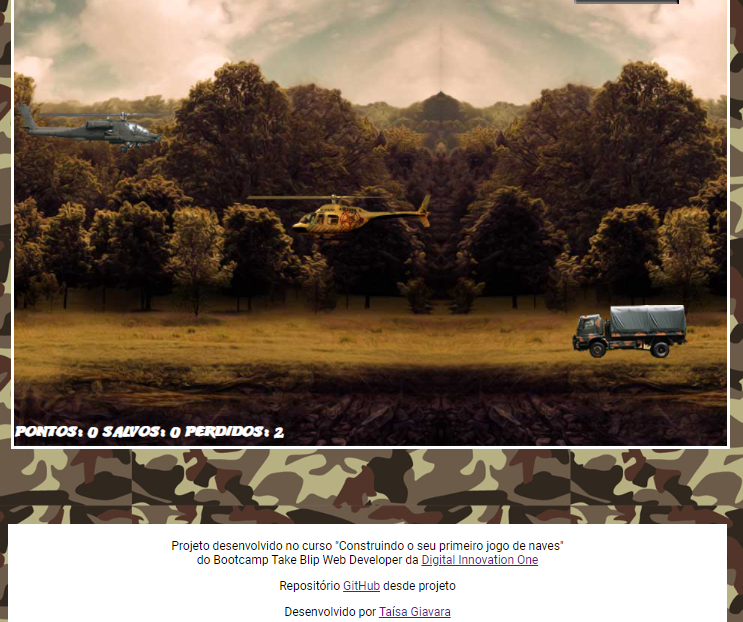 PONTOS: 0 SALVOS: 0 PERDIDOS: 2
Projeto desenvolvido no curso "Construindo o seu primeiro jogo de naves"
do Bootcamp Take Blip Web Developer da Digital Innovation One
Repositório GitHub desde projeto
Desenvolvido por Taísa Giavara